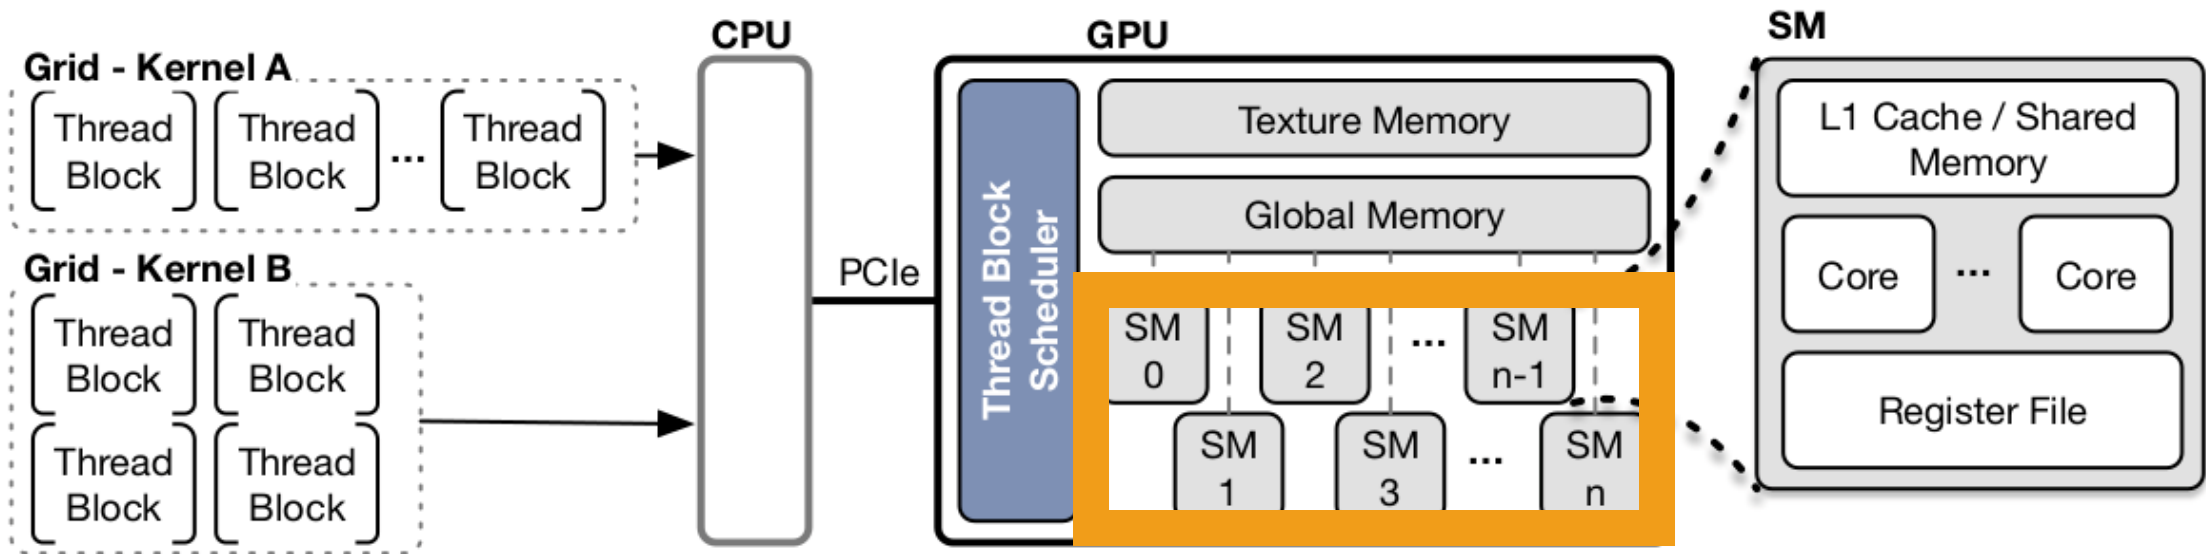 Grid - Kernel A
Thread
Block
Thread
Block
...
Thread
Block
Grid - Kernel B
Thread
Block
Thread
Block
Thread
Block
Thread
Block
CPU
PCIe
GPU
Thread Block
Scheduler
Texture Memory
Global Memory
SM
0
SM
2
...
SM
n-1
SM
1
SM
3
...
SM
n
SM
L1 Cache / Shared
Memory
Core
...
Core
Register File